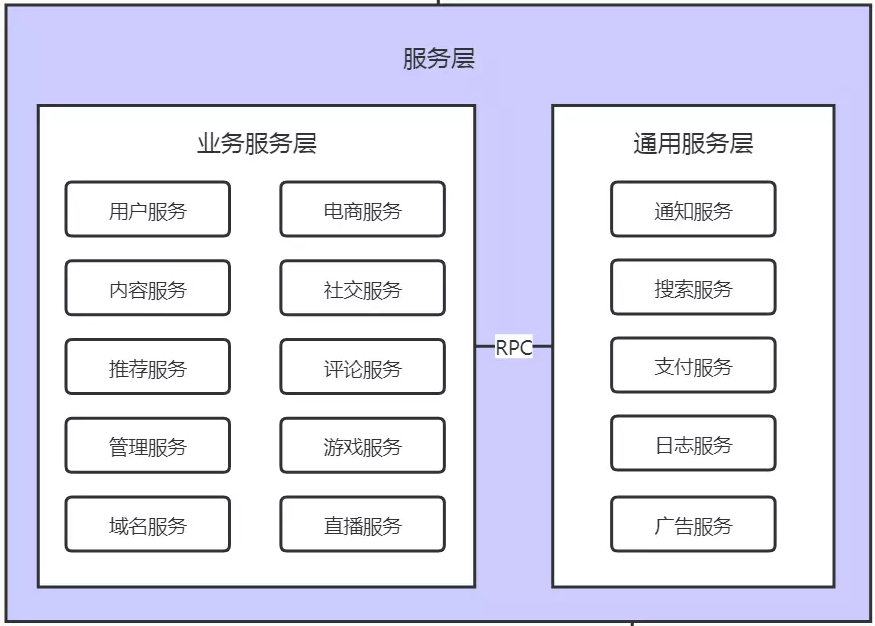 服务层
业务服务层
用户服务
电商服务
内容服务
社交服务
推荐服务
评论服务
管理服务
游戏服务
域名服务
直播服务
RPC
通用服务层
通知服务
搜索服务
支付服务
日志服务
广告服务